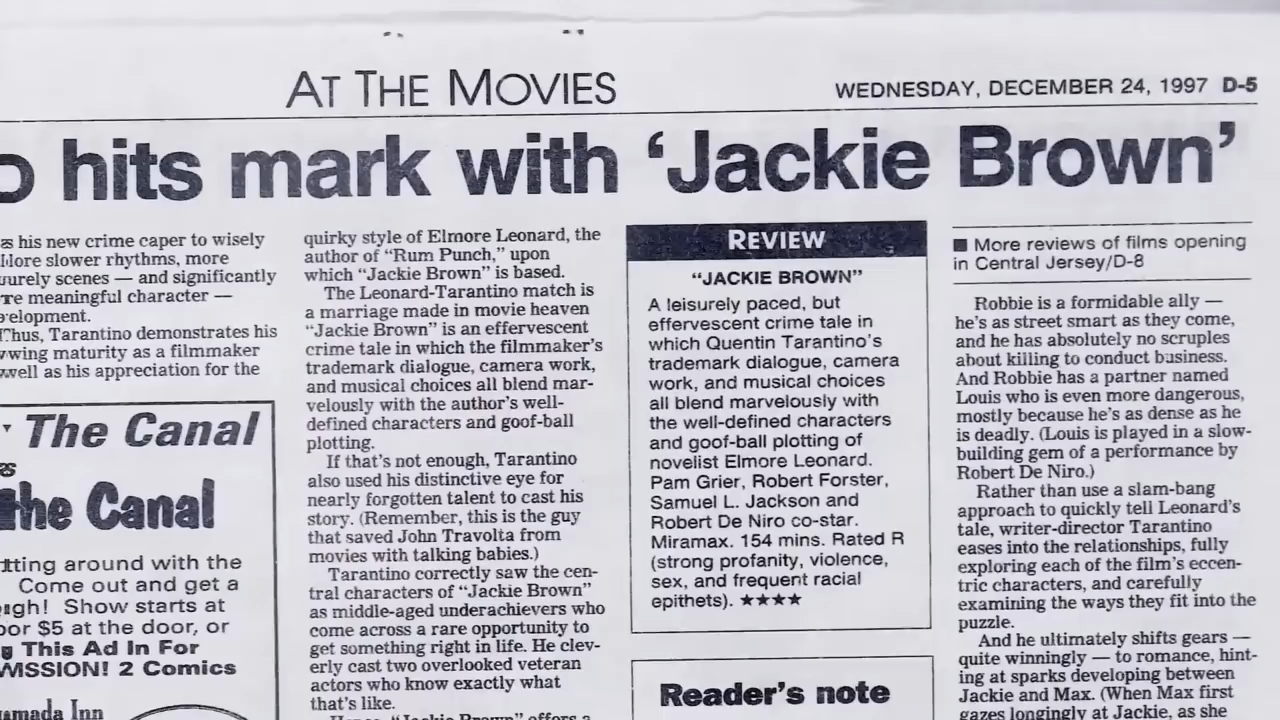 AT THE MOVIES
WEDNESDAY, DECEMBER 24, 1997 D-5
hits mark with ‘Jackie Brown’
his new crime caper to wisely
slower rhythms, more
scenes — and significantly
meaningful character —
Thus, Tarantino demonstrates his
maturity as a filmmaker
well as his appreciation for the
The Canal
the Canal
around with the
Come out and get a
Show starts at
$5 at the door, or
This Ad In For
2 Comics
Inn
quirky style of Elmore Leonard, the
author of “Rum Punch,” upon
which “Jackie Brown” is based.
The Leonard-Tarantino match is
a marriage made in movie heaven
“Jackie Brown” is an effervescent
crime tale in which the filmmaker’s
trademark dialogue, camera work,
and musical choices all blend mar-
velously with the author’s well-
defined characters and goof-ball
plotting.
If that’s not enough, Tarantino
also used his distinctive eye for
nearly forgotten talent to cast his
story. (Remember, this is the guy
that saved John Travolta from
movies with talking babies.)
Tarantino correctly saw the cen-
tral characters of “Jackie Brown”
as middle-aged underachievers who
come across a rare opportunity to
get something right in life. He clev-
erly cast two overlooked veteran
actors who know exactly what
that’s like.
“Jackie Brown” offers a
REVIEW
“JACKIE BROWN”
A leisurely paced, but
effervescent crime tale in
which Quentin Tarantino’s
trademark dialogue, camera
work, and musical choices
all blend marvelously with
the well-defined characters
and goof-ball plotting of
novelist Elmore Leonard.
Pam Grier, Robert Forster,
Samuel L. Jackson and
Robert De Niro co-star.
Miramax. 154 mins. Rated R
(strong profanity, violence,
sex, and frequent racial
epithets). ★★★★
Reader’s note
■ More reviews of films opening
in Central Jersey/D-8
Robbie is a formidable ally —
he’s as street smart as they come,
and he has absolutely no scruples
about killing to conduct business.
And Robbie has a partner named
Louis who is even more dangerous,
mostly because he’s as dense as he
is deadly. (Louis is played in a slow-
building gem of a performance by
Robert De Niro.)
Rather than use a slam-bang
approach to quickly tell Leonard’s
tale, writer-director Tarantino
eases into the relationships, fully
exploring each of the film’s eccen-
tric characters, and carefully
examining the ways they fit into the
puzzle.
And he ultimately shifts gears —
quite winningly — to romance, hint-
ing at sparks developing between
Jackie and Max. (When Max first
gazes longingly at Jackie, as she